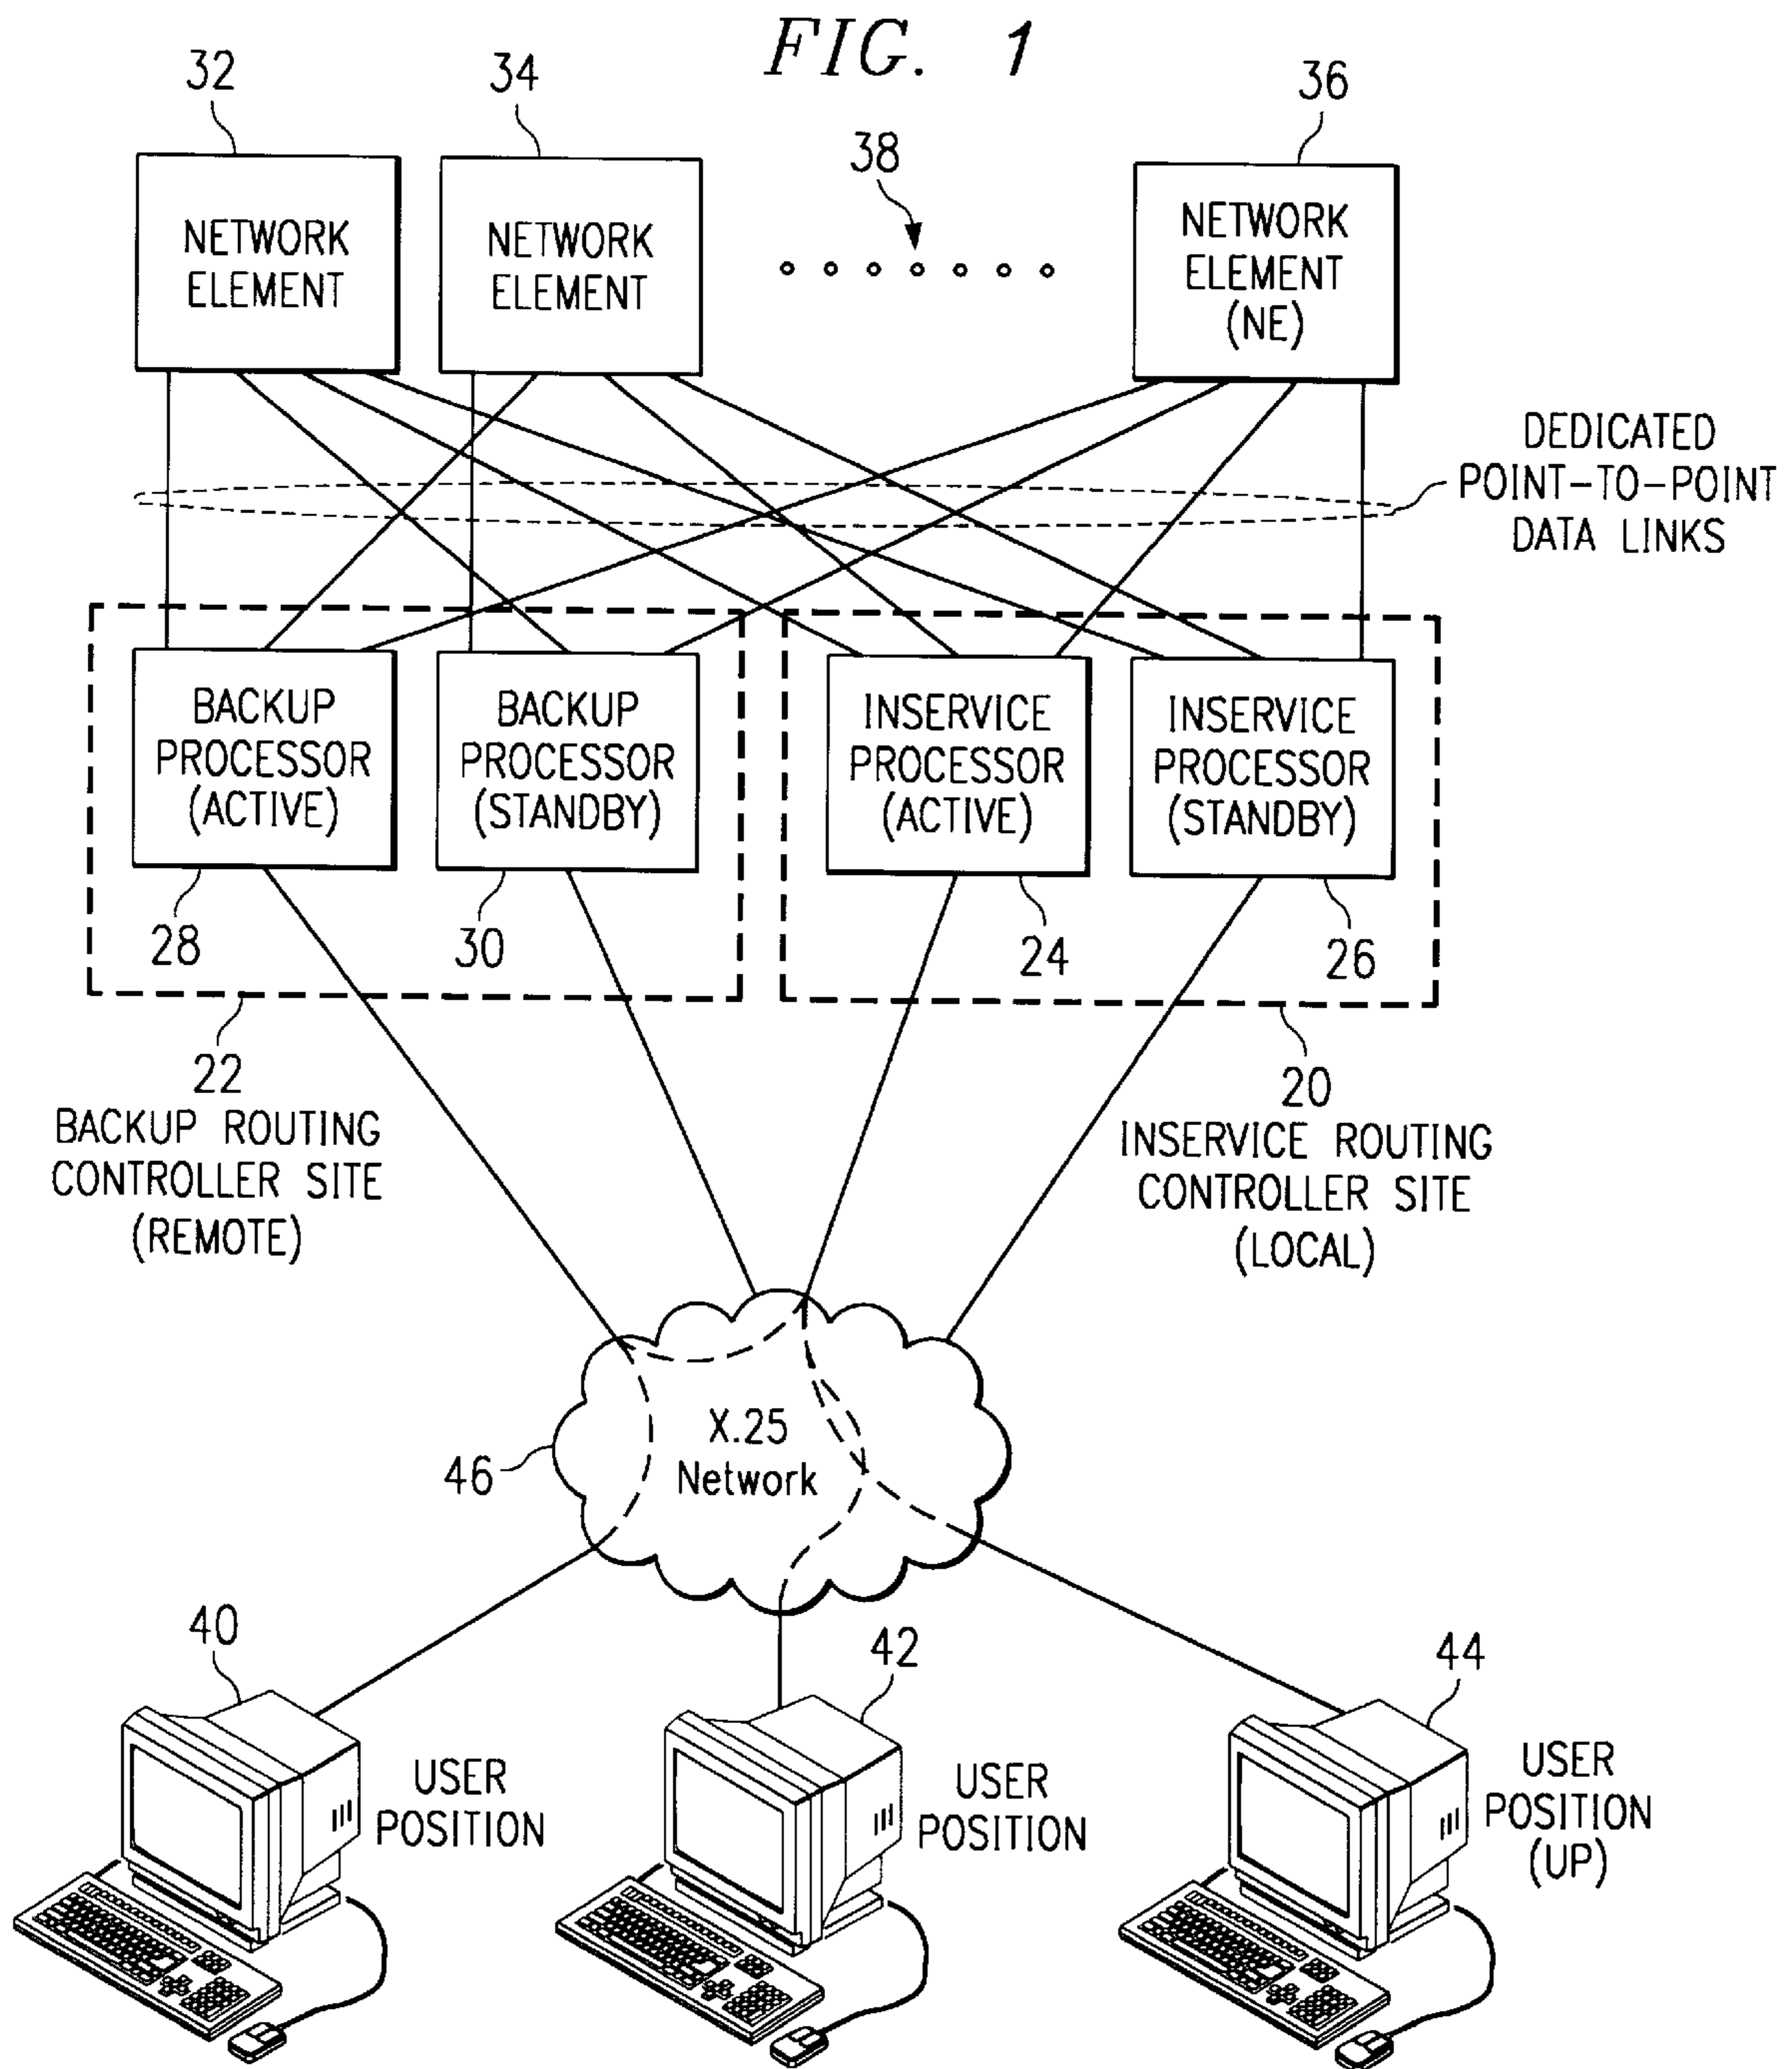 FIG. 1
32
34
36
38
NETWORK
ELEMENT
NETWORK
ELEMENT
NETWORK
ELEMENT
(NE)
DEDICATED
POINT-TO-POINT
DATA LINKS
BACKUP
PROCESSOR
(ACTIVE)
BACKUP
PROCESSOR
(STANDBY)
INSERVICE
PROCESSOR
(ACTIVE)
INSERVICE
PROCESSOR
(STANDBY)
28
30
24
26
22
BACKUP ROUTING
CONTROLLER SITE
(REMOTE)
20
INSERVICE ROUTING
CONTROLLER SITE
(LOCAL)
X.25
Network
46
40
42
44
USER
POSITION
USER
POSITION
USER
POSITION
(UP)